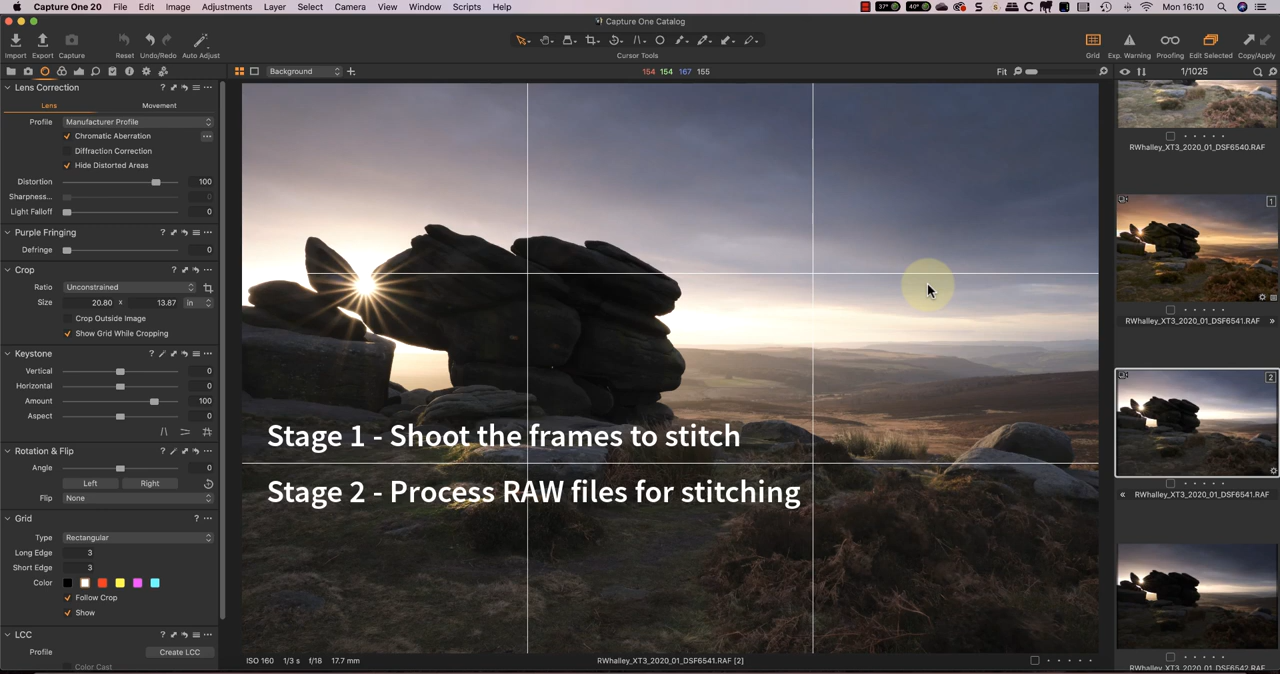 Capture One 20 File Edit Image Adjustments Layer Select Camera View Window Scripts Help
37° 40° Mon 16:10
Capture One Catalog
Import Export Capture Reset Undo/Redo Auto Adjust
Cursor Tools
Grid Exp. Warning Proofing Edit Selected Copy/Apply
Background
154 154 167 155
Fit
1/1025
Lens Correction
Lens Movement
Profile Manufacturer Profile
Chromatic Aberration
Diffraction Correction
Hide Distorted Areas
Distortion 100
Sharpness... 0
Light Falloff 0
Purple Fringing
Defringe 0
Crop
Ratio Unconstrained
Size 20.80 x 13.87 in
Crop Outside Image
Show Grid While Cropping
Keystone
Vertical 0
Horizontal 0
Amount 100
Aspect 0
Rotation & Flip
Angle 0
Left Right
Flip None
Grid
Type Rectangular
Long Edge 3
Short Edge 3
Color
Follow Crop
Show
LCC
Profile Create LCC
Color Cast
Stage 1 - Shoot the frames to stitch
Stage 2 - Process RAW files for stitching
ISO 160 1/3 s f/18 17.7 mm
RWhalley_XT3_2020_01_DSF6541.RAF [2]
RWhalley_XT3_2020_01_DSF6540.RAF
1
RWhalley_XT3_2020_01_DSF6541.RAF »
2
« RWhalley_XT3_2020_01_DSF6541.RAF
RWhalley_XT3_2020_01_DSF6542.RAF